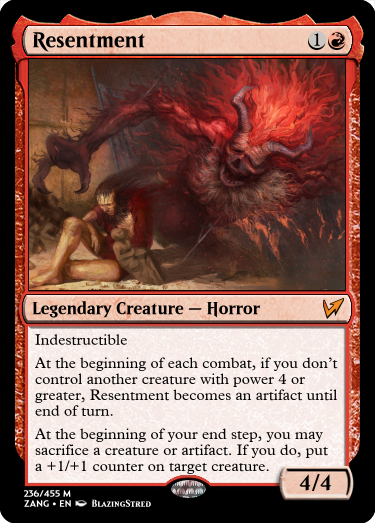 Resentment 1
Legendary Creature — Horror
Indestructible
At the beginning of each combat, if you don't
control another creature with power 4 or
greater, Resentment becomes an artifact until
end of turn.
At the beginning of your end step, you may
sacrifice a creature or artifact. If you do, put
a +1/+1 counter on target creature.
4/4
236/455 M
ZANG • EN BLAZINGSTRED